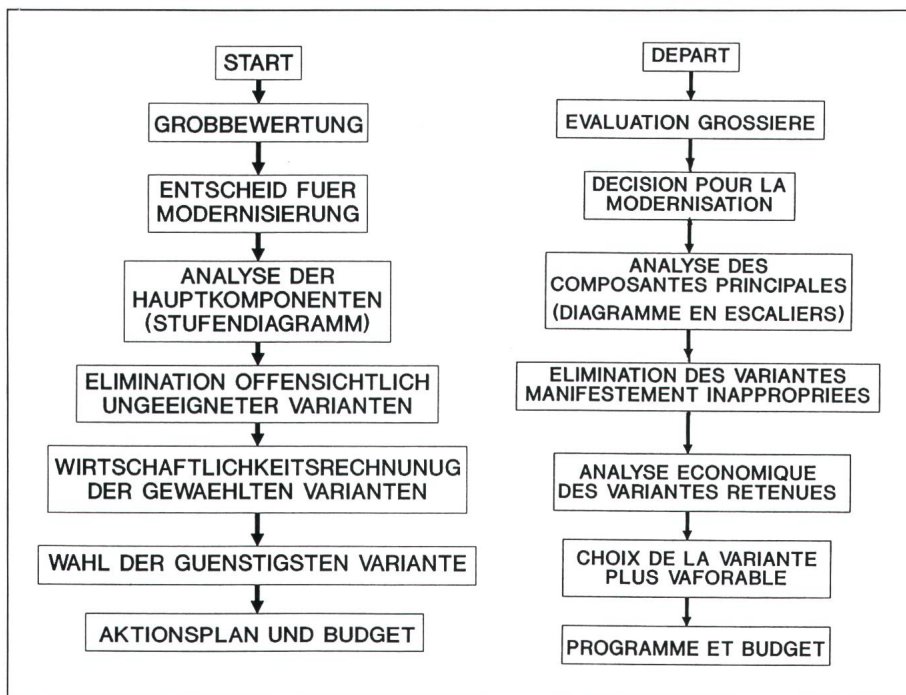 START
GROBBEWERTUNG
ENTSCHEID FUER
MODERNISIERUNG
ANALYSE DER
HAUPTKOMPONENTEN
(STUFENDIAGRAMM)
ELIMINATION OFFENSICHTLICH
UNGEEIGNETER VARIANTEN
WIRTSCHAFTLICHKEITSRECHNUNUG
DER GEWAEHLTEN VARIANTEN
WAHL DER GUENSTIGSTEN VARIANTE
AKTIONSPLAN UND BUDGET
DEPART
EVALUATION GROSSIERE
DECISION POUR LA
MODERNISATION
ANALYSE DES
COMPOSANTES PRINCIPALES
(DIAGRAMME EN ESCALIERS)
ELIMINATION DES VARIANTES
MANIFESTEMENT INAPPROPRIEES
ANALYSE ECONOMIQUE
DES VARIANTES RETENUES
CHOIX DE LA VARIANTE
PLUS VAFORABLE
PROGRAMME ET BUDGET